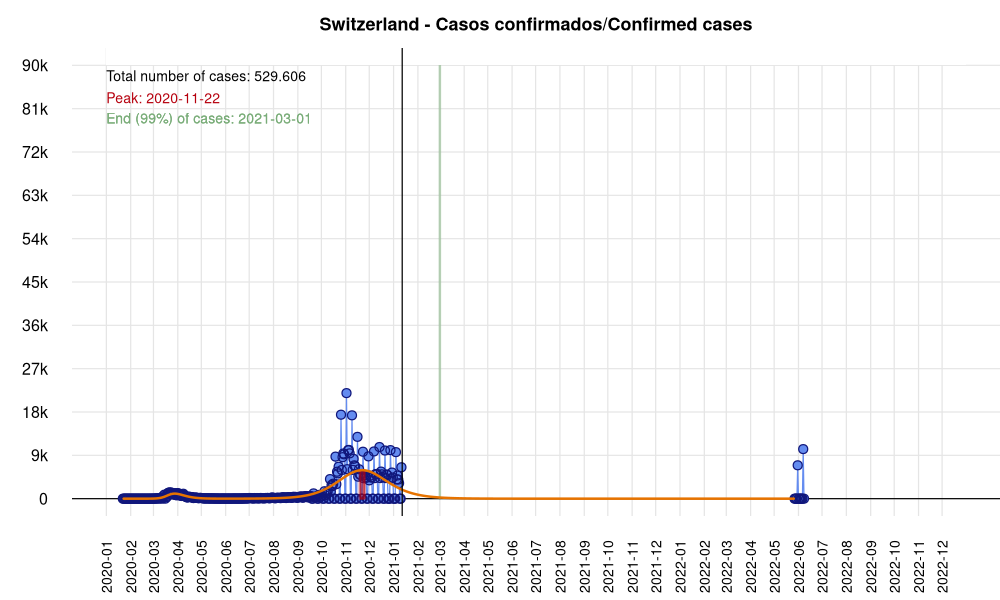 Switzerland - Casos confirmados/Confirmed cases
90k
Total number of cases: 529.606
Peak: 2020-11-22
81k
End (99%) of cases: 2021-03-01
72k
63k
54k
45k
36k
27k
18k
9k
0
2020-01
2020-02
2020-03
2020-04
2020-05
2020-06
2020-07
2020-08
2020-09
2020-10
2020-11
2020-12
2021-01
2021-02
2021-03
2021-04
2021-05
2021-06
2021-07
2021-08
2021-09
2021-10
2021-11
2021-12
2022-01
2022-02
2022-03
2022-04
2022-05
2022-06
2022-07
2022-08
2022-09
2022-10
2022-11
2022-12